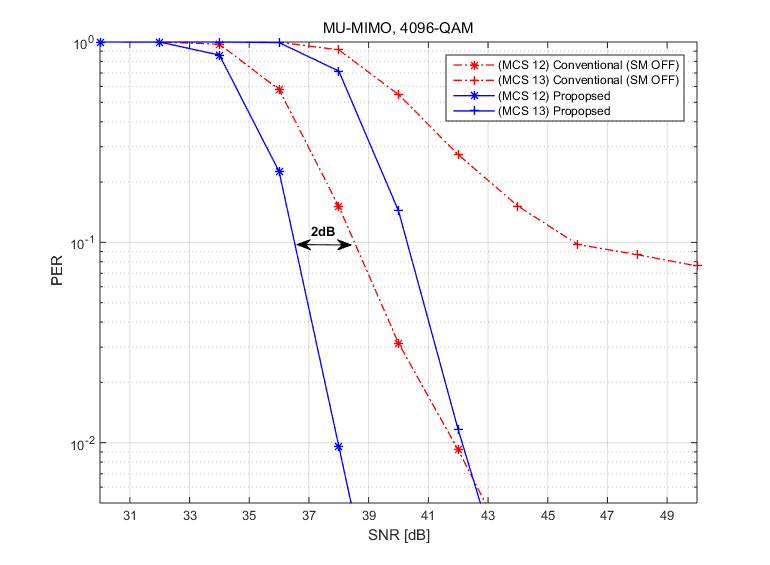 MU-MIMO, 4096-QAM
(MCS 12) Conventional (SM OFF)
(MCS 13) Conventional (SM OFF)
(MCS 12) Propopsed
(MCS 13) Propopsed
10^0
10^-1
10^-2
PER
2dB
31 33 35 37 39 41 43 45 47 49
SNR [dB]